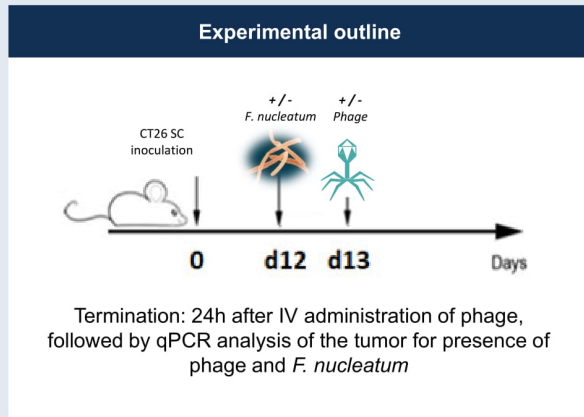 Experimental outline
+/- +/-
F. nucleatum Phage
CT26 SC
inoculation
0 d12 d13 Days
Termination: 24h after IV administration of phage,
followed by qPCR analysis of the tumor for presence of
phage and F. nucleatum